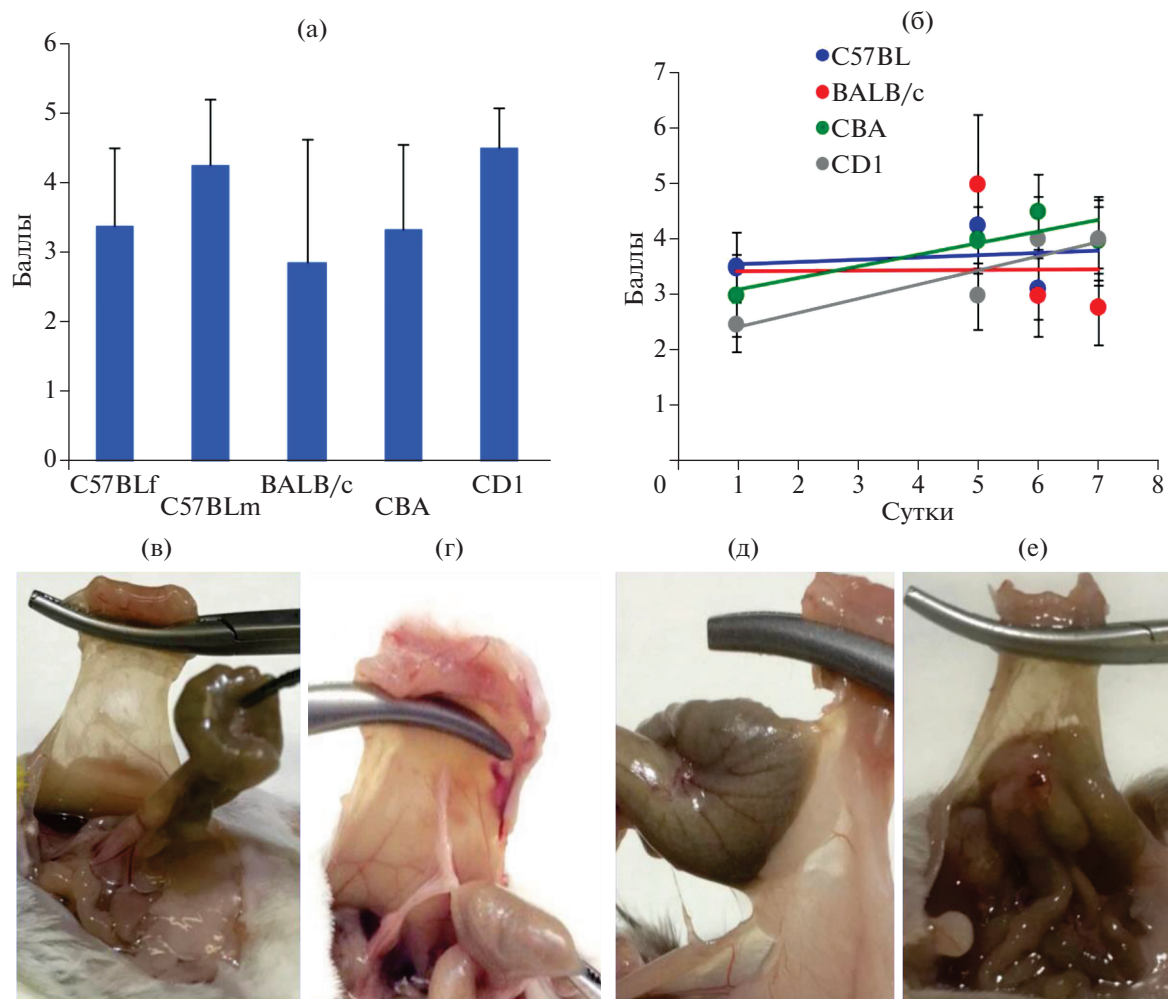 (а)
Баллы
6
5
4
3
2
1
0
C57BLf
C57BLm
BALB/c
CBA
CD1
(б)
C57BL
BALB/c
CBA
CD1
Баллы
7
6
5
4
3
2
1
0 1 2 3 4 5 6 7 8
Сутки
(в)
(г)
(д)
(е)